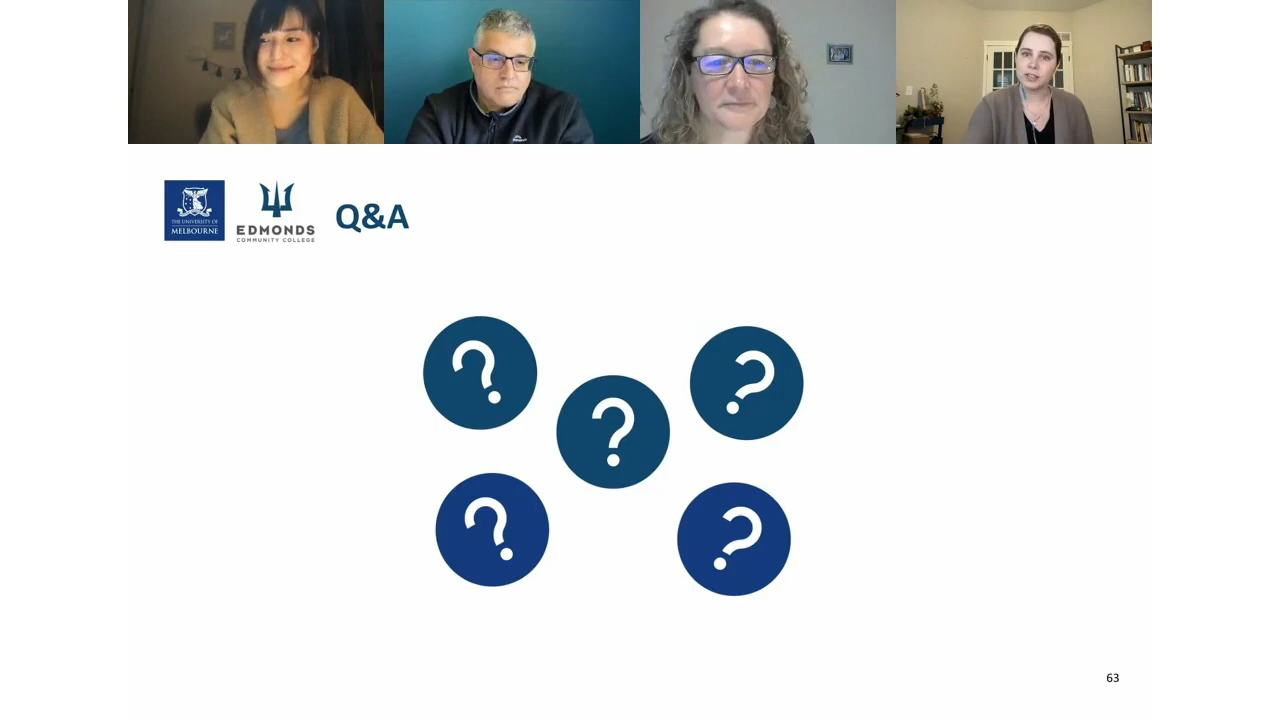 THE UNIVERSITY OF
MELBOURNE
EDMONDS
COMMUNITY COLLEGE
Q&A
?
?
?
?
?
63